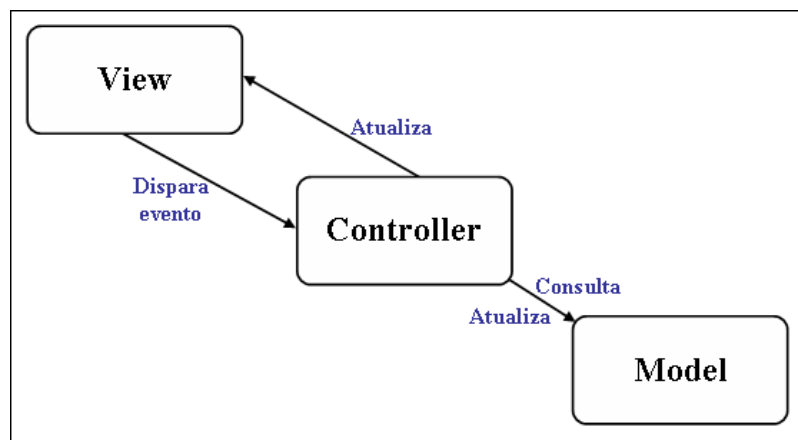 View
Atualiza
Dispara
evento
Controller
Consulta
Atualiza
Model